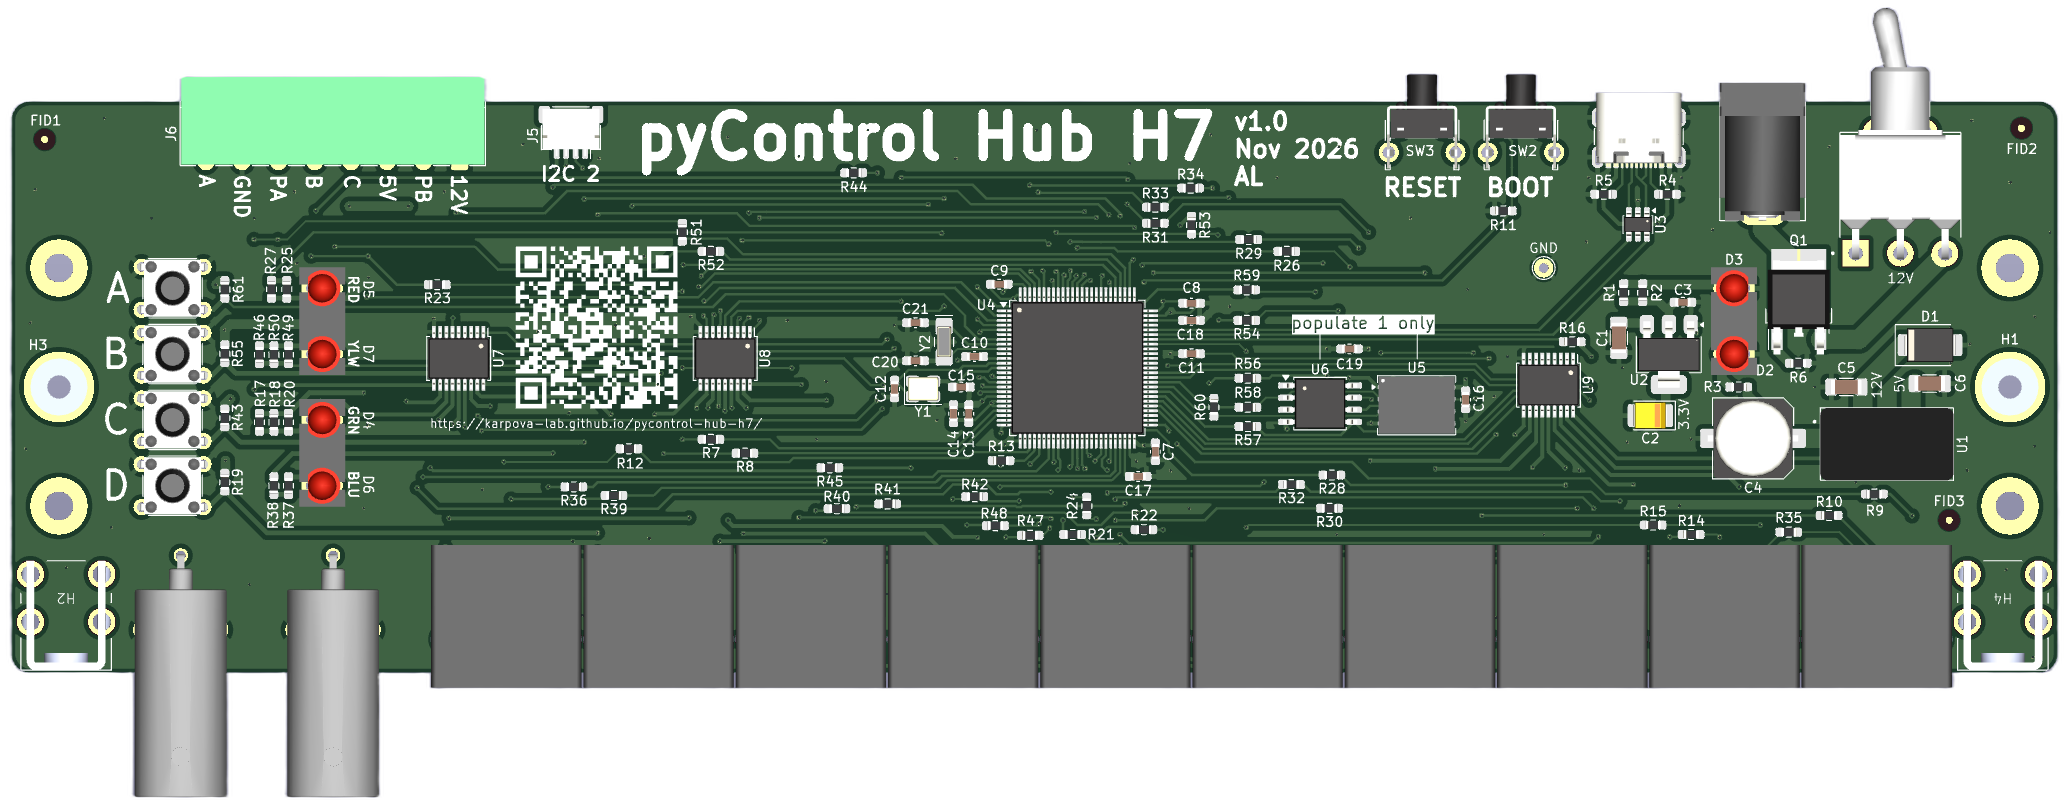 FID1
J6
J5
pyControl Hub H7
v1.0
Nov 2026
AL
I2C 2
A
GND
PA
B
C
5V
PB
12V
R44
R34
R33
R31
R53
SW3
SW2
RESET
BOOT
R11
R5
R4
U3
FID2
12V
GND
Q1
D3
D1
R51
R52
R29
R26
R59
R54
A
B
C
D
R61
R27
R25
RED
D5
R46
R50
R49
R55
YLW
D7
R17
R18
R20
R43
GRN
D4
R19
R38
R37
BLU
D6
H3
R23
U7
U8
https://karpova-lab.github.io/pycontrol-hub-h7/
C9
U4
C21
Y2
C20
C10
C12
C15
Y1
C14
C13
R13
C8
C18
C11
C7
C17
R56
R58
R57
R60
populate 1 only
C19
U6
U5
C16
R16
U9
R1
R2
C3
C1
U2
C2
3.3V
R3
D2
R6
C5
12V
5V
C6
H1
C4
U1
R12
R7
R8
R36
R39
R45
R40
R41
R42
R48
R47
R24
R21
R22
R32
R28
R30
R15
R14
R35
R10
R9
FID3
H2
H4